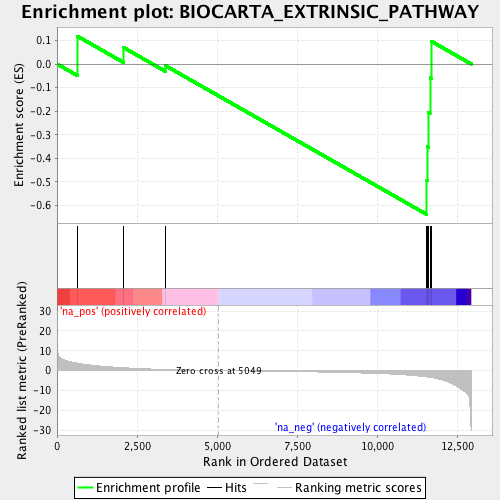 Enrichment plot: BIOCARTA_EXTRINSIC_PATHWAY
Enrichment score (ES)
0.1
0.0
-0.1
-0.2
-0.3
-0.4
-0.5
-0.6
'na_pos' (positively correlated)
Ranked list metric (PreRanked)
30
20
10
0
-10
-20
-30
Zero cross at 5049
'na_neg' (negatively correlated)
0
2,500
5,000
7,500
10,000
12,500
Rank in Ordered Dataset
Enrichment profile
Hits
Ranking metric scores